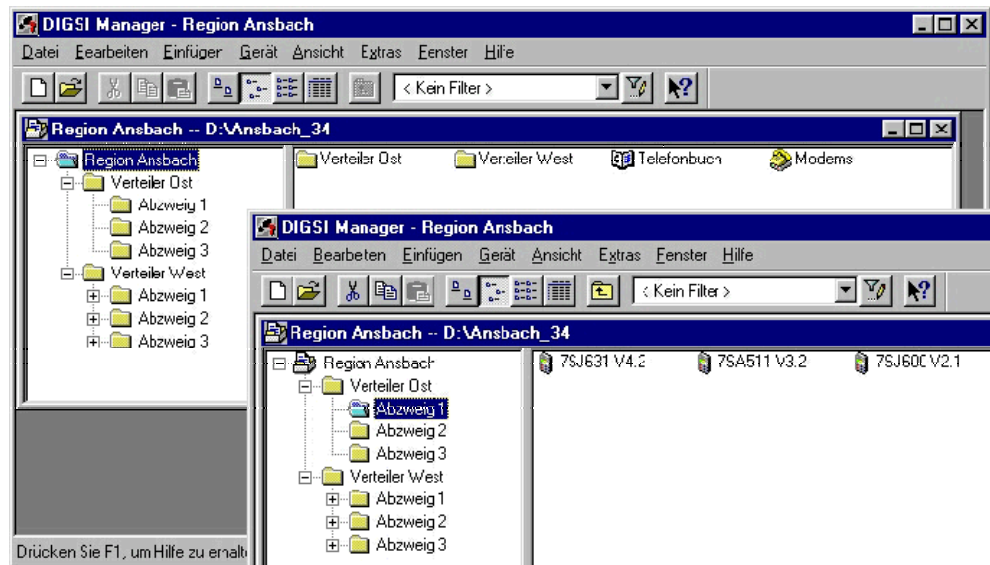 DIGSI Manager - Region Ansbach
Datei Bearbeiten Einfügen Gerät Ansicht Extras Fenster Hilfe
< Kein Filter >
Region Ansbach -- D:\Ansbach_34
Region Ansbach
Verteiler Ost
Abzweig 1
Abzweig 2
Abzweig 3
Verteiler West
Abzweig 1
Abzweig 2
Abzweig 3
Verteiler Ost Verteiler West Telefonbuch Modems
Drücken Sie F1, um Hilfe zu erhalte
DIGSI Manager - Region Ansbach
Datei Bearbeiten Einfügen Gerät Ansicht Extras Fenster Hilfe
< Kein Filter >
Region Ansbach -- D:\Ansbach_34
Region Ansbach
Verteiler Ost
Abzweig 1
Abzweig 2
Abzweig 3
Verteiler West
Abzweig 1
Abzweig 2
Abzweig 3
7SJ631 V4.2 7SA511 V3.2 7SJ600 V2.1